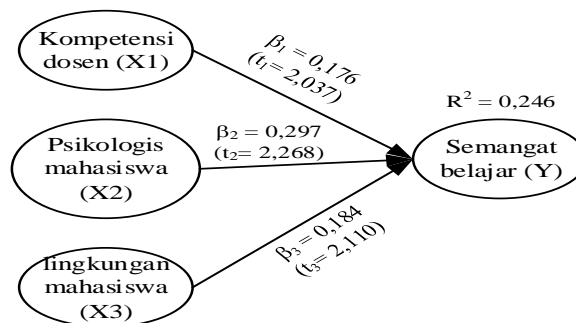 Kompetensi
dosen (X1)
β₁ = 0,176
(t₁= 2,037)
R² = 0,246
Psikologis
mahasiswa
(X2)
β₂ = 0,297
(t₂= 2,268)
Semangat
belajar (Y)
lingkungan
mahasiswa
(X3)
β₃ = 0,184
(t₃= 2,110)